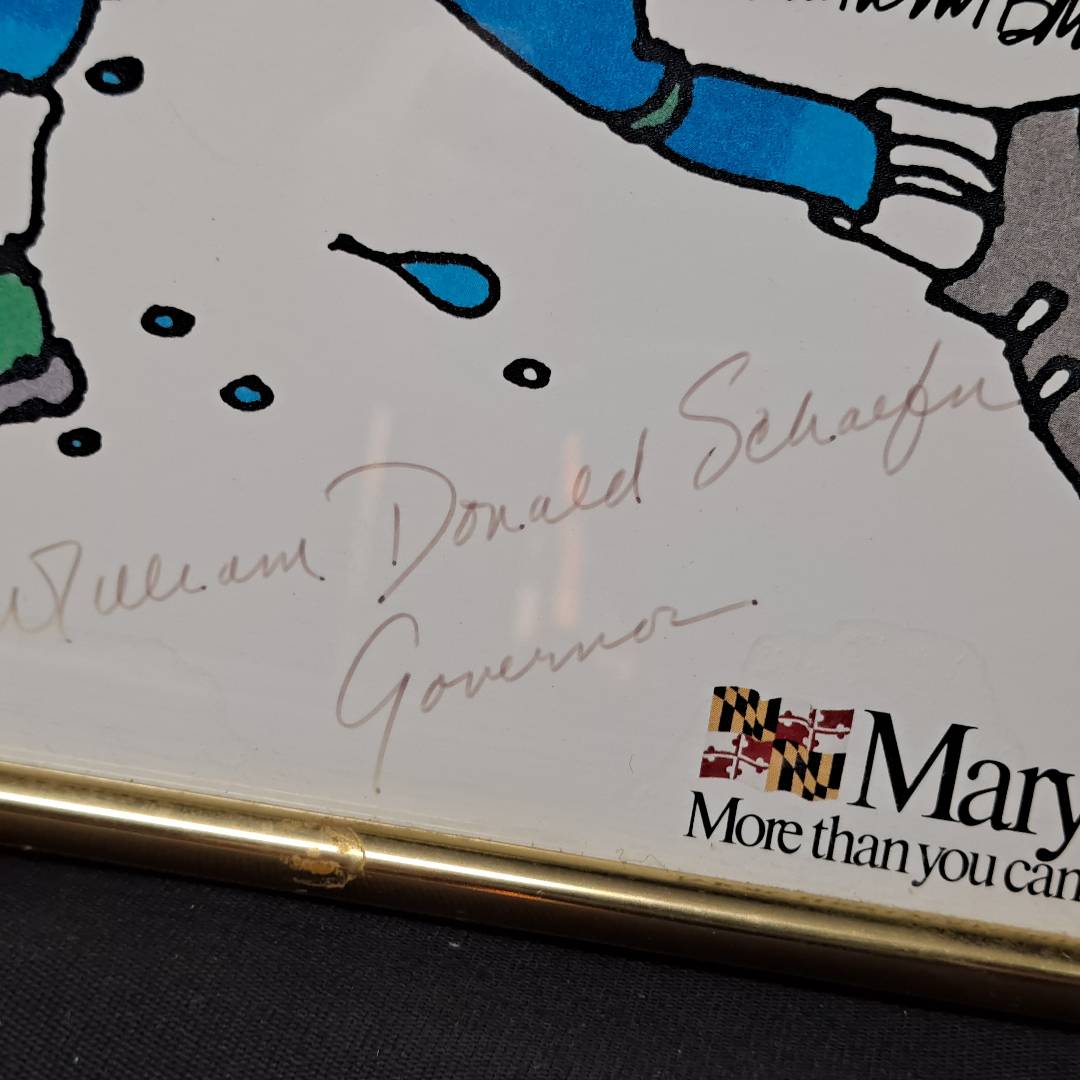 William Donald Schaefer
Governor
Mary
More than you can